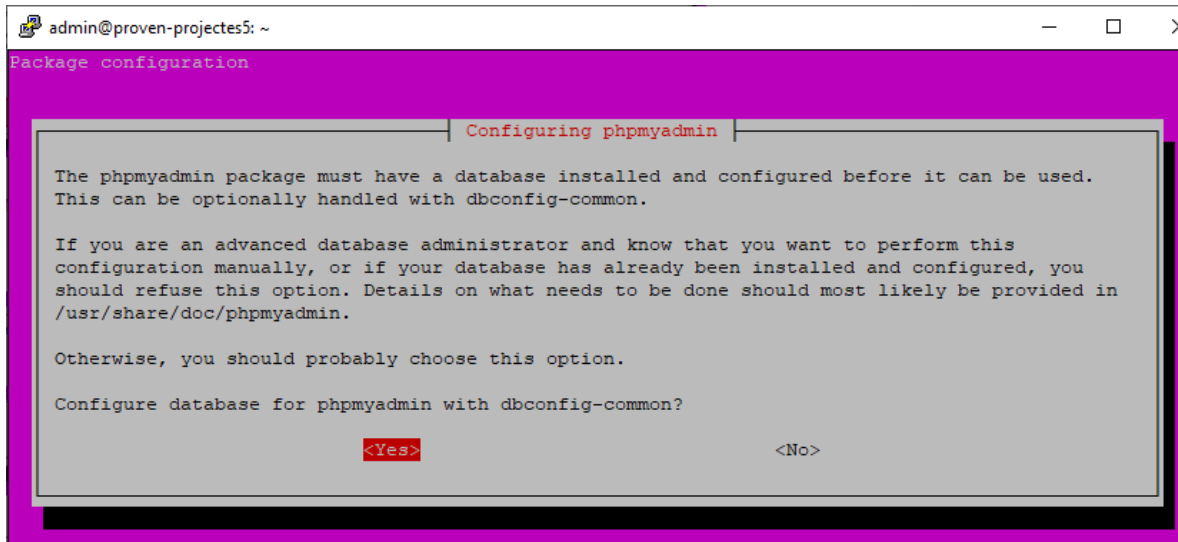 admin@proven-projectes5: ~
Package configuration
Configuring phpmyadmin
The phpmyadmin package must have a database installed and configured before it can be used.
This can be optionally handled with dbconfig-common.
If you are an advanced database administrator and know that you want to perform this
configuration manually, or if your database has already been installed and configured, you
should refuse this option. Details on what needs to be done should most likely be provided in
/usr/share/doc/phpmyadmin.
Otherwise, you should probably choose this option.
Configure database for phpmyadmin with dbconfig-common?
<Yes> <No>